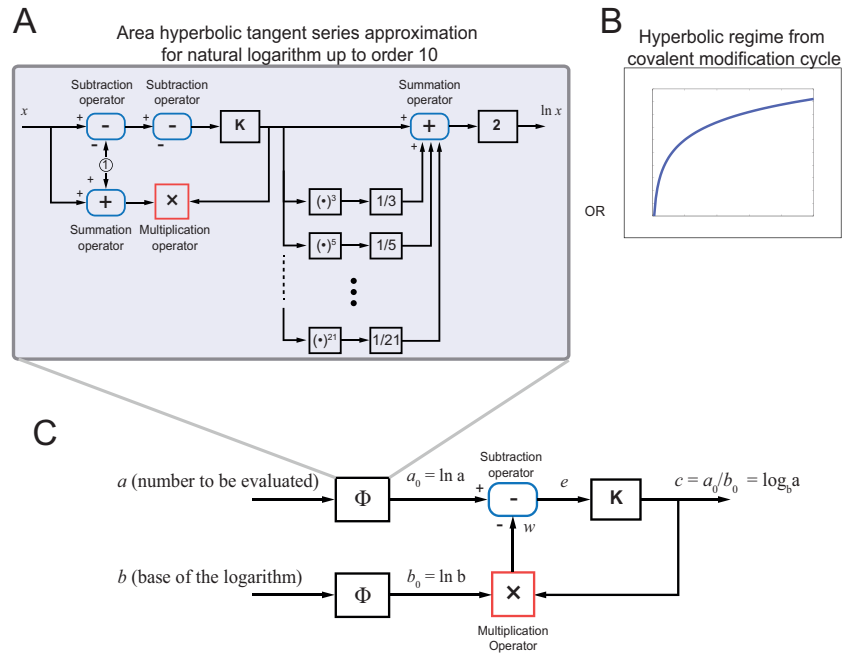 A
Area hyperbolic tangent series approximation
for natural logarithm up to order 10
B
Hyperbolic regime from
covalent modification cycle
Subtraction
operator
Subtraction
operator
Summation
operator
x
+
-
-
+
-
-
K
+
+
+
2
ln x
1
+
+
+
×
Summation
operator
Multiplication
operator
(•)³
1/3
(•)⁵
1/5
(•)²¹
1/21
OR
C
a (number to be evaluated)
Φ
a₀ = ln a
Subtraction
operator
+
-
-
e
K
c = a₀/b₀ = log_b a
w
b (base of the logarithm)
Φ
b₀ = ln b
×
Multiplication
Operator